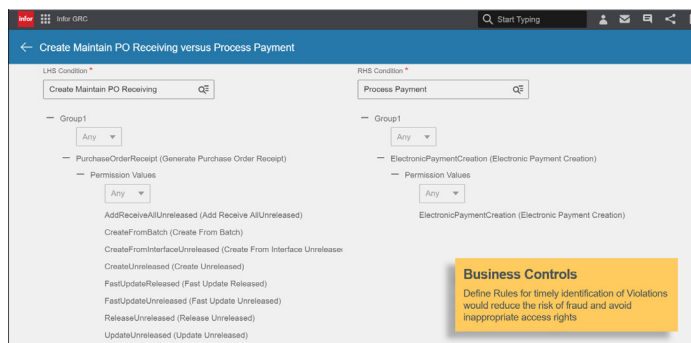 infor Infor GRC Start Typing
Create Maintain PO Receiving versus Process Payment
LHS Condition * RHS Condition *
Create Maintain PO Receiving Process Payment
Group1 Group1
Any Any
PurchaseOrderReceipt (Generate Purchase Order Receipt) ElectronicPaymentCreation (Electronic Payment Creation)
Permission Values Permission Values
Any Any
AddReceiveAllUnreleased (Add Receive AllUnreleased) ElectronicPaymentCreation (Electronic Payment Creation)
CreateFromBatch (Create From Batch)
CreateFromInterfaceUnreleased (Create From Interface Unreleased
CreateUnreleased (Create Unreleased)
FastUpdateReleased (Fast Update Released)
FastUpdateUnreleased (Fast Update Unreleased)
ReleaseUnreleased (Release Unreleased)
UpdateUnreleased (Update Unreleased)
Business Controls
Define Rules for timely identification of Violations
would reduce the risk of fraud and avoid
inappropriate access rights